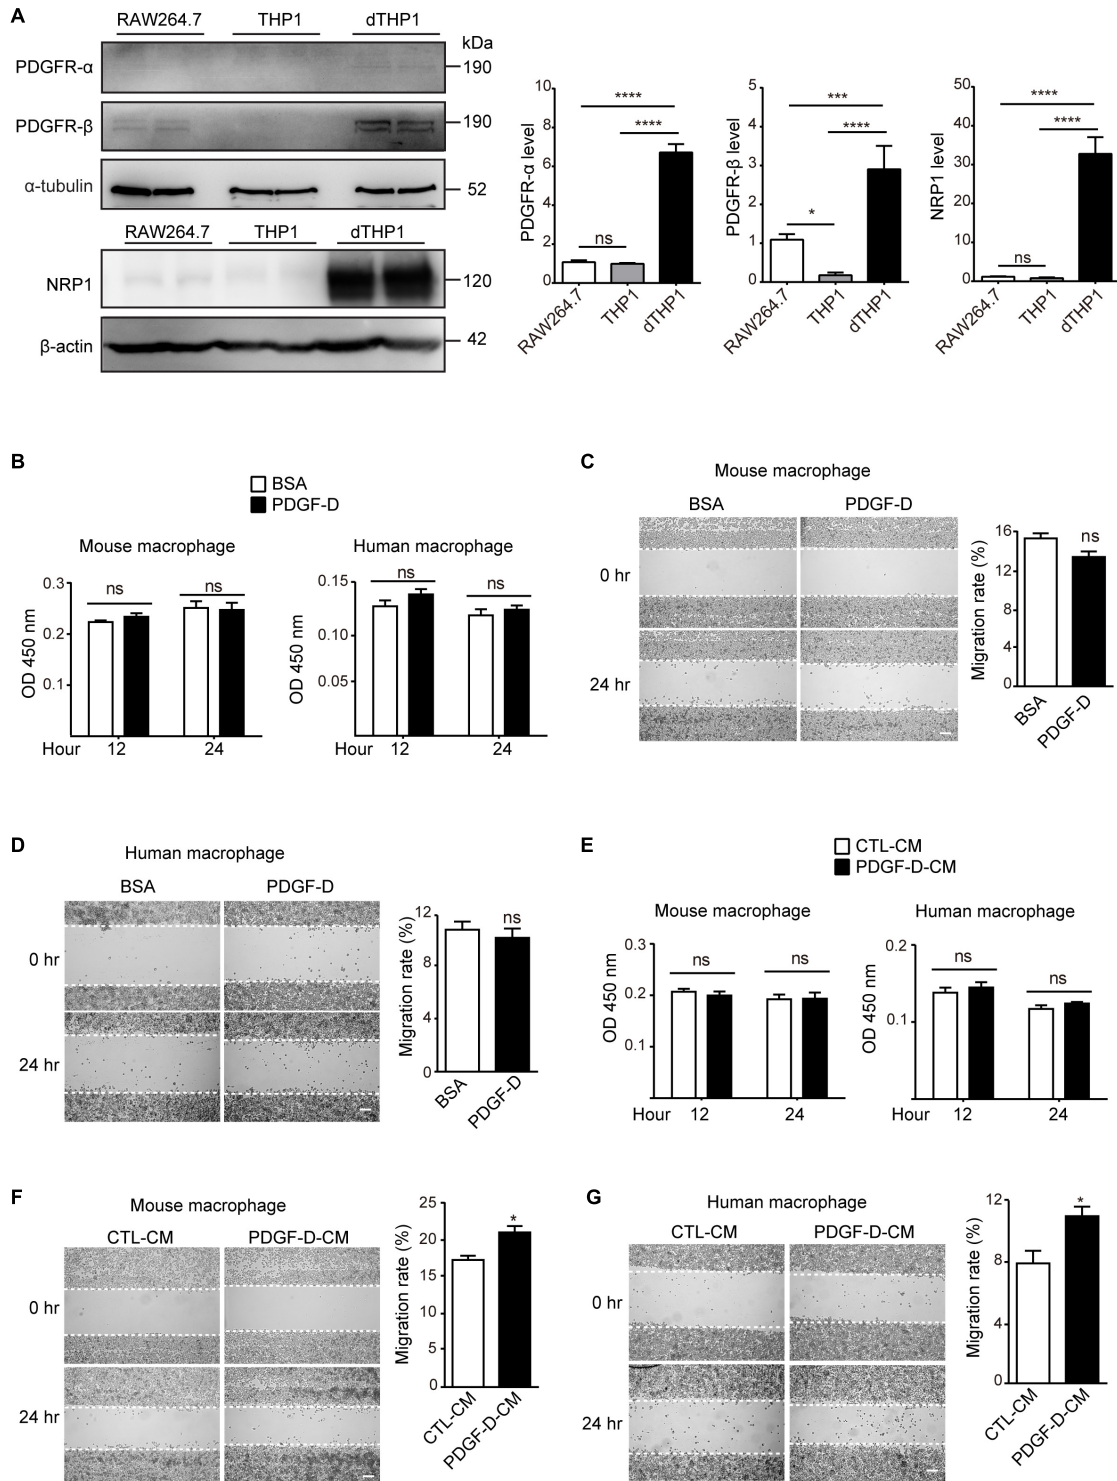 A
RAW264.7 THP1 dTHP1
kDa
PDGFR-α 190
PDGFR-β 190
α-tubulin 52
RAW264.7 THP1 dTHP1
NRP1 120
β-actin 42
PDGFR-α level
10
8
6
4
2
0
****
****
ns
RAW264.7 THP1 dTHP1
PDGFR-β level
5
4
3
2
1
0
***
****
*
RAW264.7 THP1 dTHP1
NRP1 level
50
40
30
20
10
0
****
****
ns
RAW264.7 THP1 dTHP1
B
BSA
PDGF-D
Mouse macrophage
OD 450 nm
0.3
0.2
0.1
ns ns
Hour 12 24
Human macrophage
OD 450 nm
0.15
0.10
0.05
ns ns
Hour 12 24
C
Mouse macrophage
BSA PDGF-D
0 hr
24 hr
Migration rate (%)
16
12
8
4
0
ns
BSA PDGF-D
D
Human macrophage
BSA PDGF-D
0 hr
24 hr
Migration rate (%)
12
8
4
0
ns
BSA PDGF-D
E
CTL-CM
PDGF-D-CM
Mouse macrophage
OD 450 nm
0.3
0.2
0.1
ns ns
Hour 12 24
Human macrophage
OD 450 nm
0.2
0.1
ns ns
Hour 12 24
F
Mouse macrophage
CTL-CM PDGF-D-CM
0 hr
24 hr
Migration rate (%)
25
20
15
10
5
0
*
CTL-CM PDGF-D-CM
G
Human macrophage
CTL-CM PDGF-D-CM
0 hr
24 hr
Migration rate (%)
12
8
4
0
*
CTL-CM PDGF-D-CM